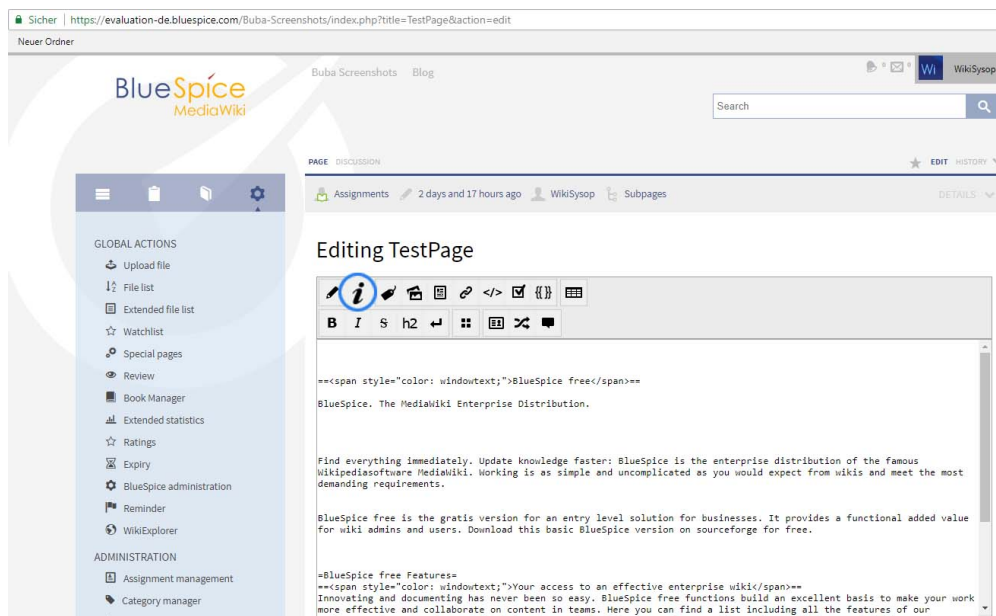 Sicher | https://evaluation-de.bluespice.com/Buba-Screenshots/index.php?title=TestPage&action=edit
Neuer Ordner
BlueSpice
MediaWiki
Buba Screenshots Blog
0 0 Wi WikiSysop
Search
PAGE DISCUSSION
EDIT HISTORY
Assignments 2 days and 17 hours ago WikiSysop Subpages DETAILS
GLOBAL ACTIONS
Upload file
File list
Extended file list
Watchlist
Special pages
Review
Book Manager
Extended statistics
Ratings
Expiry
BlueSpice administration
Reminder
WikiExplorer
ADMINISTRATION
Assignment management
Category manager
Editing TestPage
i </> {{}}
B I S h2
==<span style="color: windowtext;">BlueSpice free</span>==
BlueSpice. The MediaWiki Enterprise Distribution.
Find everything immediately. Update knowledge faster: BlueSpice is the enterprise distribution of the famous
Wikipediasoftware MediaWiki. Working is as simple and uncomplicated as you would expect from wikis and meet the most
demanding requirements.
BlueSpice free is the gratis version for an entry level solution for businesses. It provides a functional added value
for wiki admins and users. Download this basic BlueSpice version on sourceforge for free.
=BlueSpice free Features=
==<span style="color: windowtext;">Your access to an effective enterprise wiki</span>==
Innovating and documenting has never been so easy. BlueSpice free functions build an excellent basis to make your work
more effective and collaborate on content in teams. Here you can find a list including all the features of our